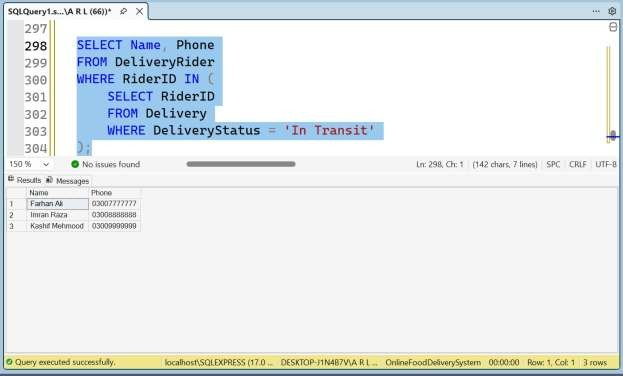 SQLQuery1.s...\A R L (66))*
297
298 SELECT Name, Phone
299 FROM DeliveryRider
300 WHERE RiderID IN (
301 SELECT RiderID
302 FROM Delivery
303 WHERE DeliveryStatus = 'In Transit'
304 );
150 % No issues found Ln: 298, Ch: 1 (142 chars, 7 lines) SPC CRLF UTF-8
Results Messages
Name Phone
1 Farhan Ali 03007777777
2 Imran Raza 03008888888
3 Kashif Mehmood 03009999999
Query executed successfully. localhost\SQLEXPRESS (17.0 ... DESKTOP-J1N4B7V\A R L ... OnlineFoodDeliverySystem 00:00:00 Row: 1, Col: 1 3 rows